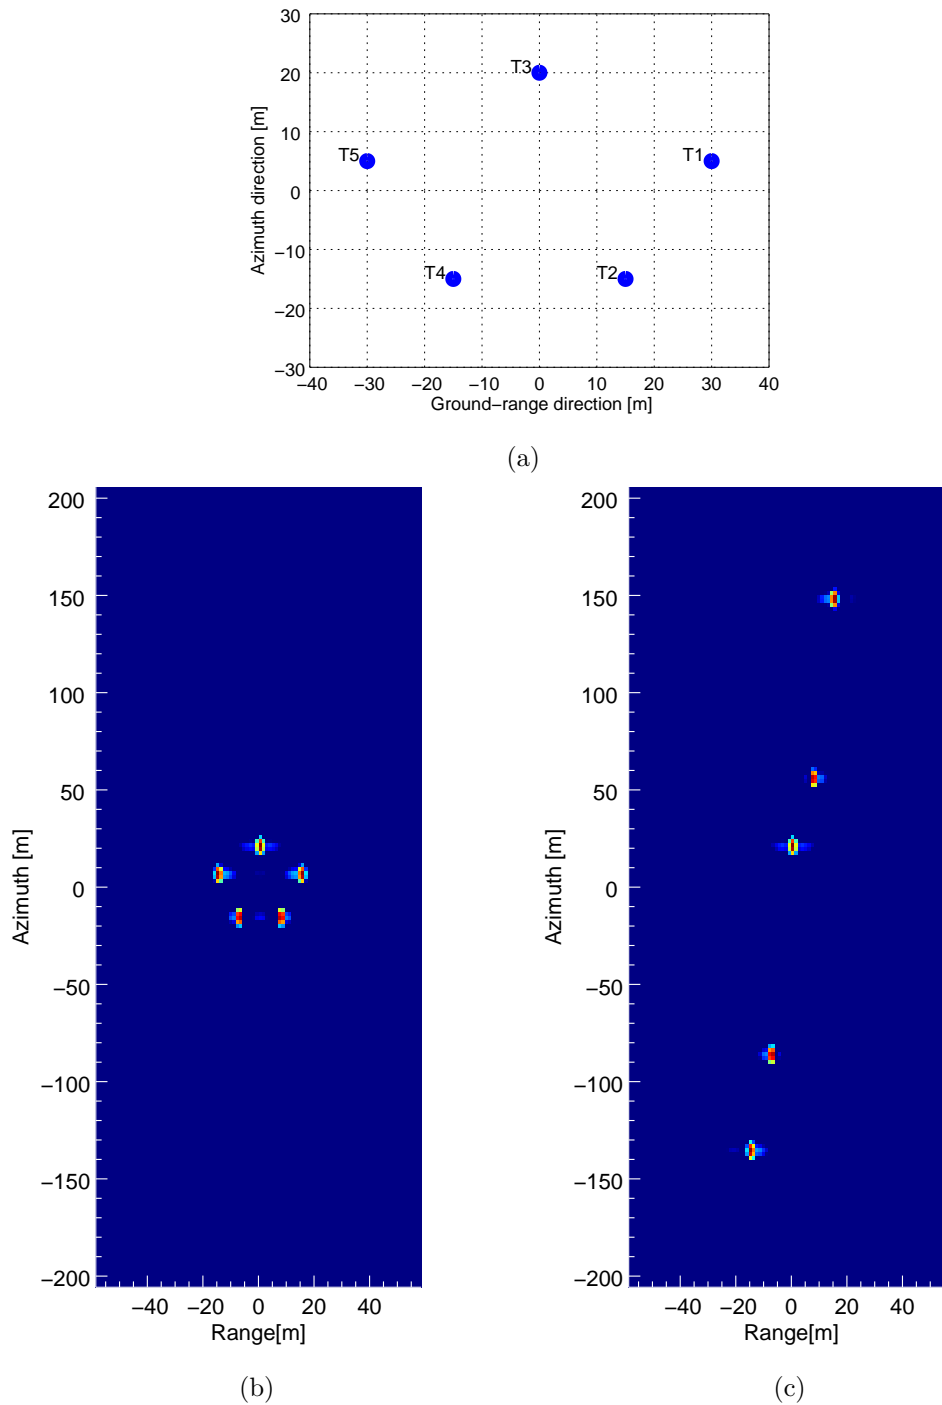 30
20
10
0
−10
−20
−30
−40 −30 −20 −10 0 10 20 30 40
Azimuth direction [m]
Ground−range direction [m]
T3
T5
T1
T4
T2
(a)
200
150
100
50
0
−50
−100
−150
−200
Azimuth [m]
−40 −20 0 20 40
Range[m]
(b)
200
150
100
50
0
−50
−100
−150
−200
Azimuth [m]
−40 −20 0 20 40
Range[m]
(c)